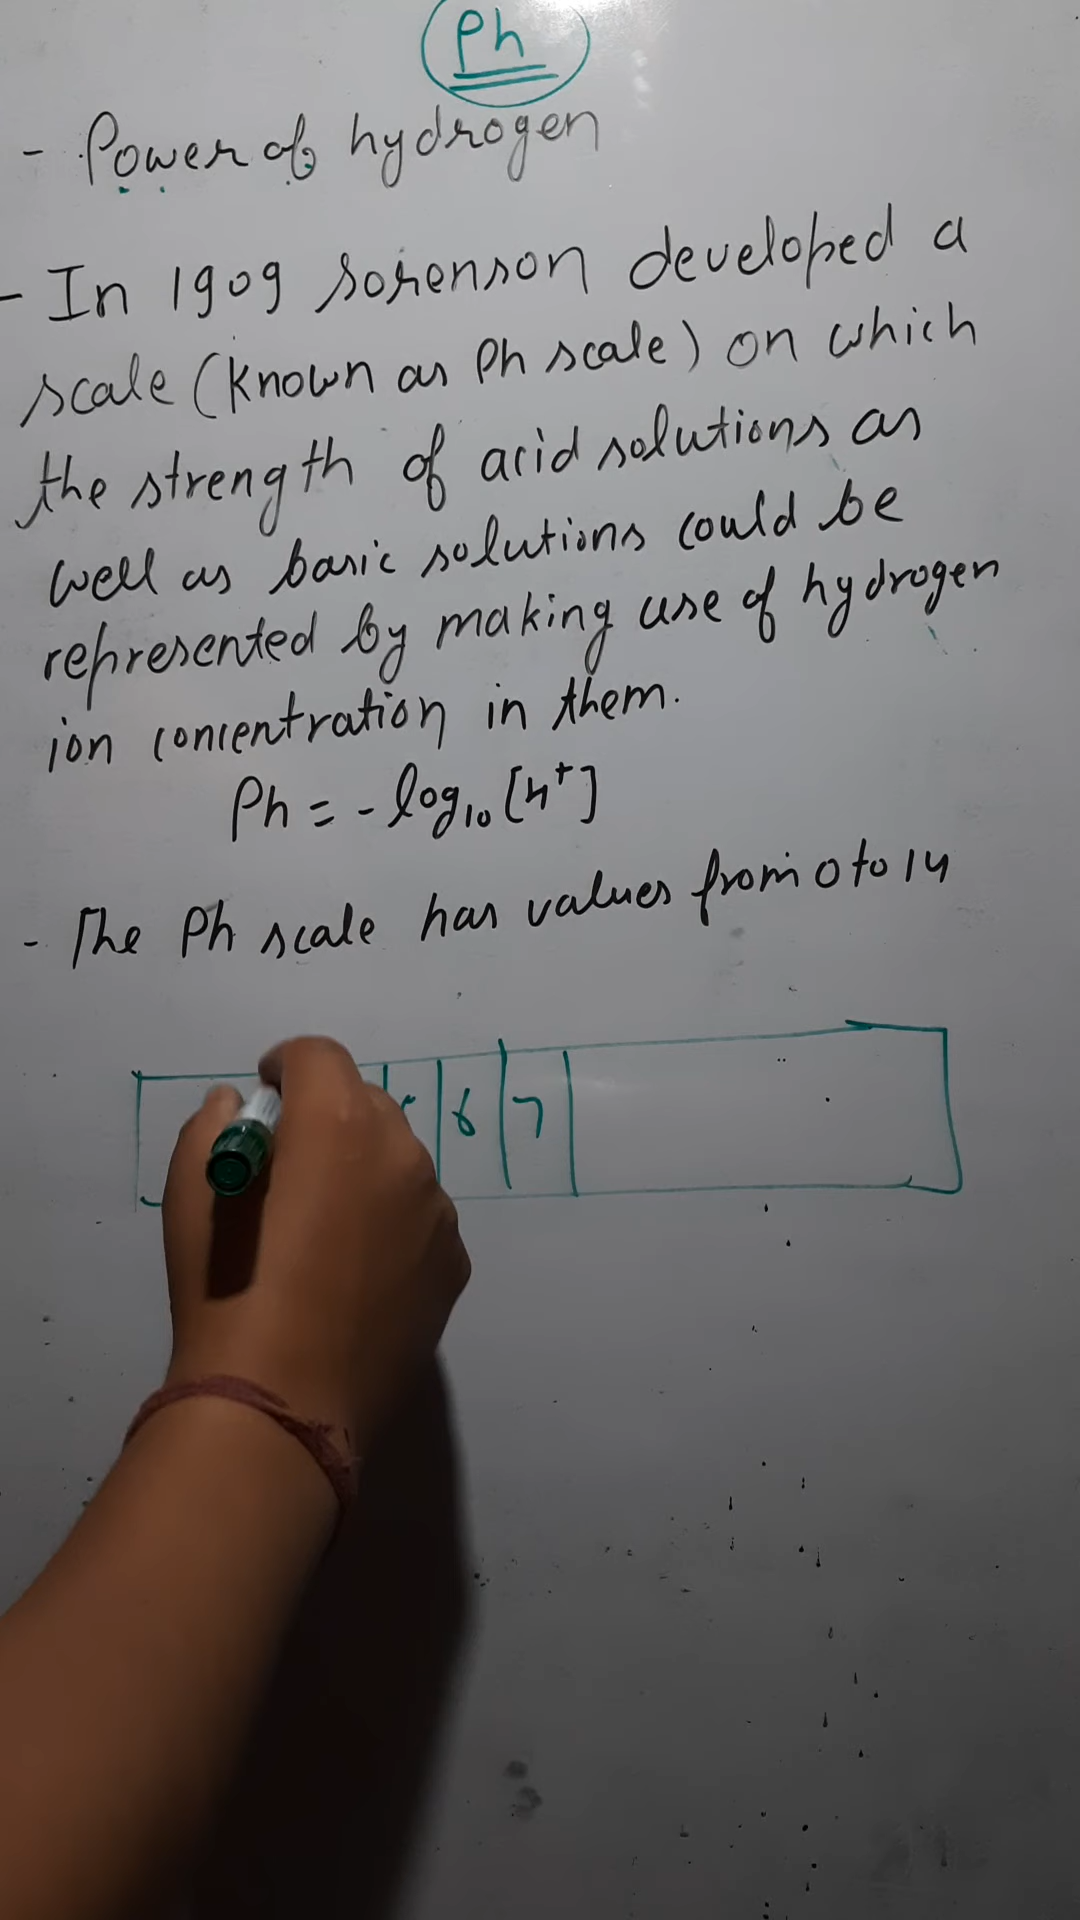 Ph
- Power of hydrogen
- In 1909 sorenson developed a
scale (known as Ph scale) on which
the strength of acid solutions as
well as basic solutions could be
represented by making use of hydrogen
ion concentration in them.
Ph = -log₁₀ [H⁺]
- The Ph scale has values from 0 to 14
6 7